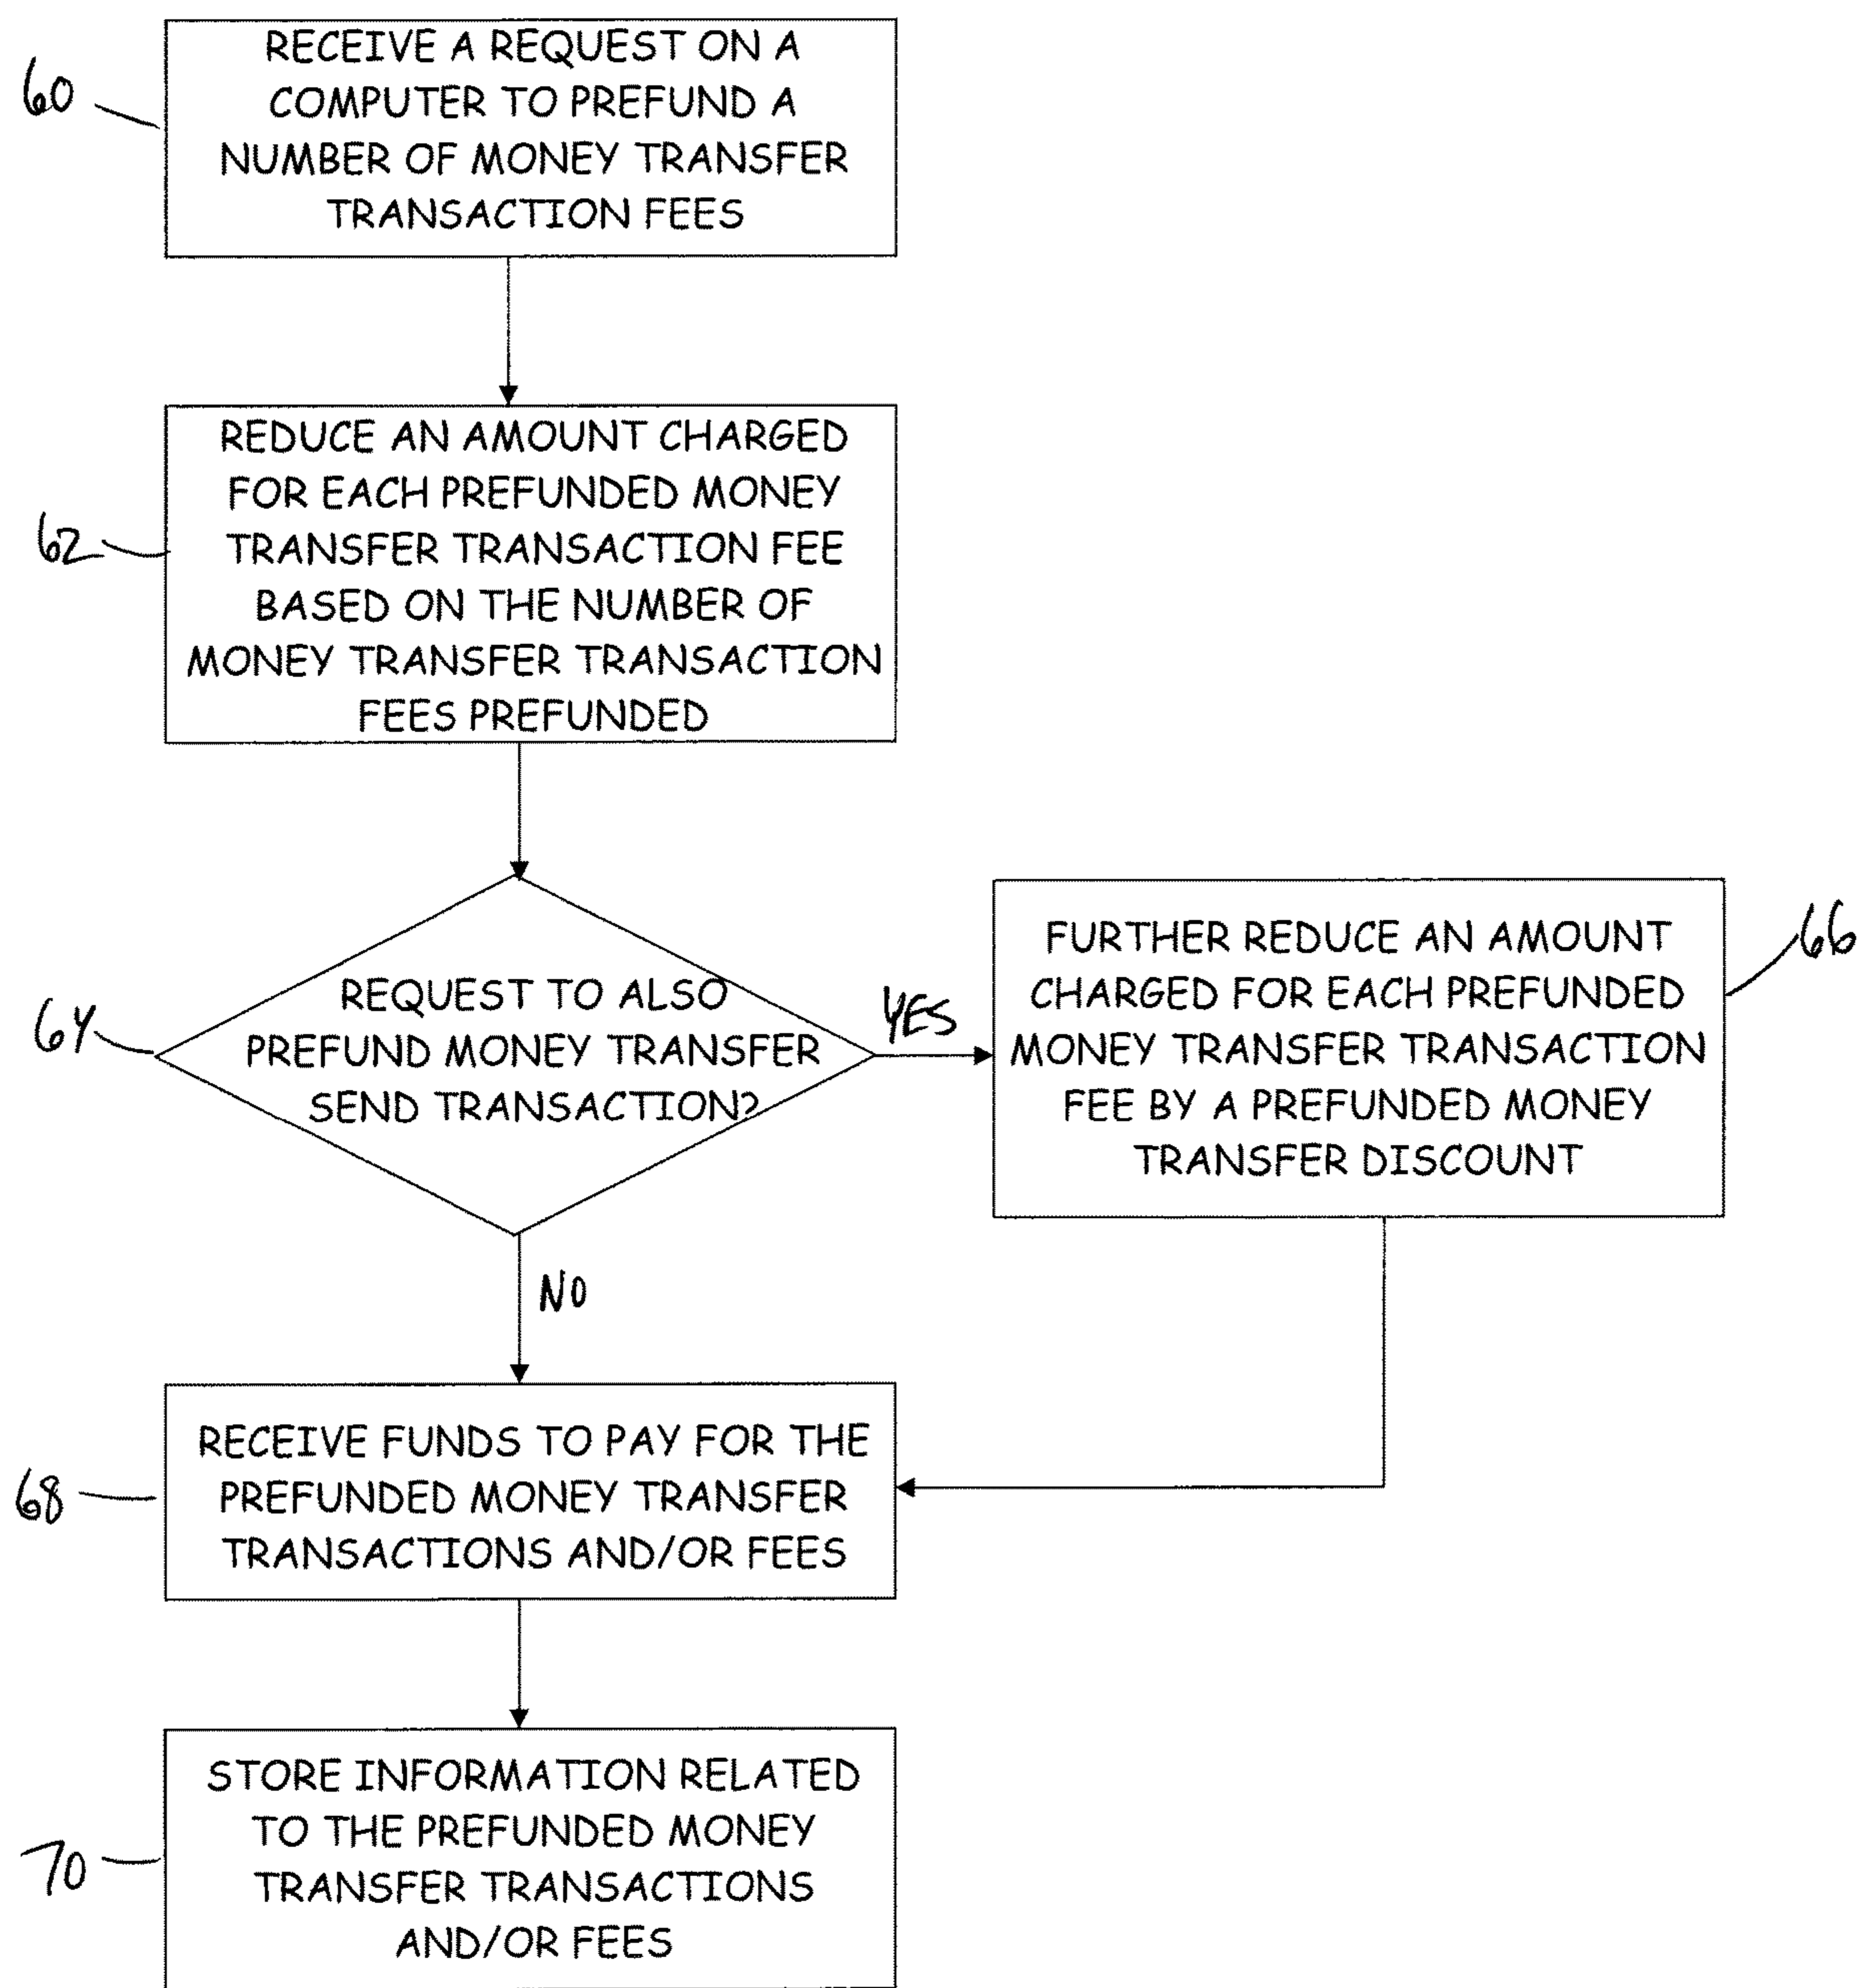 60
RECEIVE A REQUEST ON A
COMPUTER TO PREFUND A
NUMBER OF MONEY TRANSFER
TRANSACTION FEES
62
REDUCE AN AMOUNT CHARGED
FOR EACH PREFUNDED MONEY
TRANSFER TRANSACTION FEE
BASED ON THE NUMBER OF
MONEY TRANSFER TRANSACTION
FEES PREFUNDED
64
REQUEST TO ALSO
PREFUND MONEY TRANSFER
SEND TRANSACTION?
YES
66
FURTHER REDUCE AN AMOUNT
CHARGED FOR EACH PREFUNDED
MONEY TRANSFER TRANSACTION
FEE BY A PREFUNDED MONEY
TRANSFER DISCOUNT
NO
68
RECEIVE FUNDS TO PAY FOR THE
PREFUNDED MONEY TRANSFER
TRANSACTIONS AND/OR FEES
70
STORE INFORMATION RELATED
TO THE PREFUNDED MONEY
TRANSFER TRANSACTIONS
AND/OR FEES